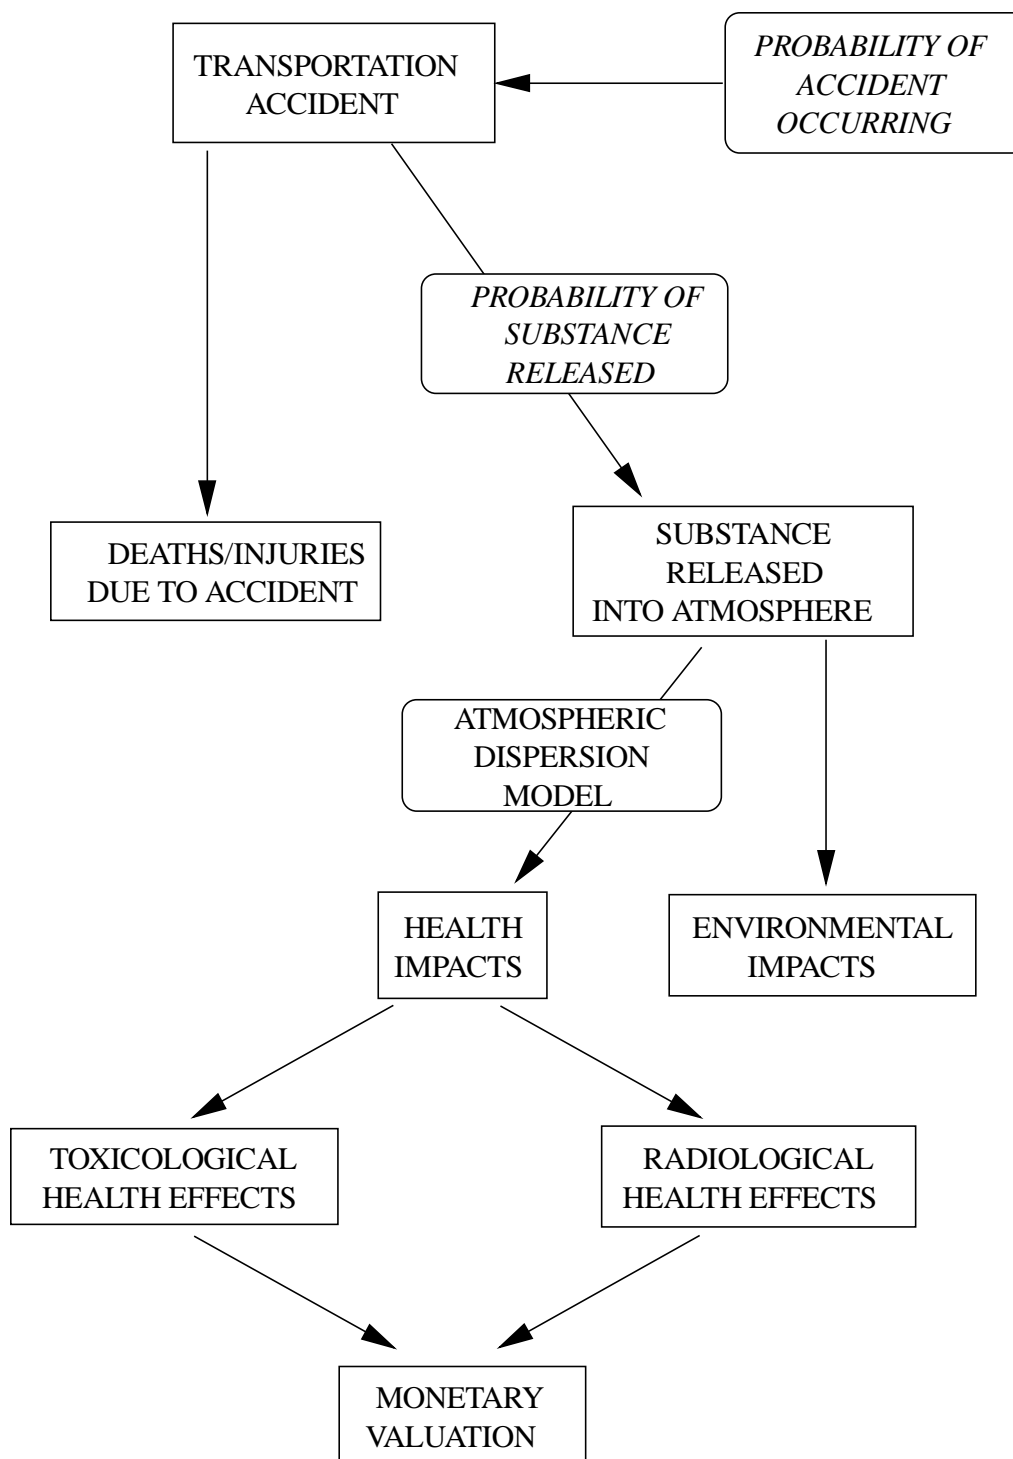 TRANSPORTATION
ACCIDENT
PROBABILITY OF
ACCIDENT
OCCURRING
PROBABILITY OF
SUBSTANCE
RELEASED
DEATHS/INJURIES
DUE TO ACCIDENT
SUBSTANCE
RELEASED
INTO ATMOSPHERE
ATMOSPHERIC
DISPERSION
MODEL
HEALTH
IMPACTS
ENVIRONMENTAL
IMPACTS
TOXICOLOGICAL
HEALTH EFFECTS
RADIOLOGICAL
HEALTH EFFECTS
MONETARY
VALUATION